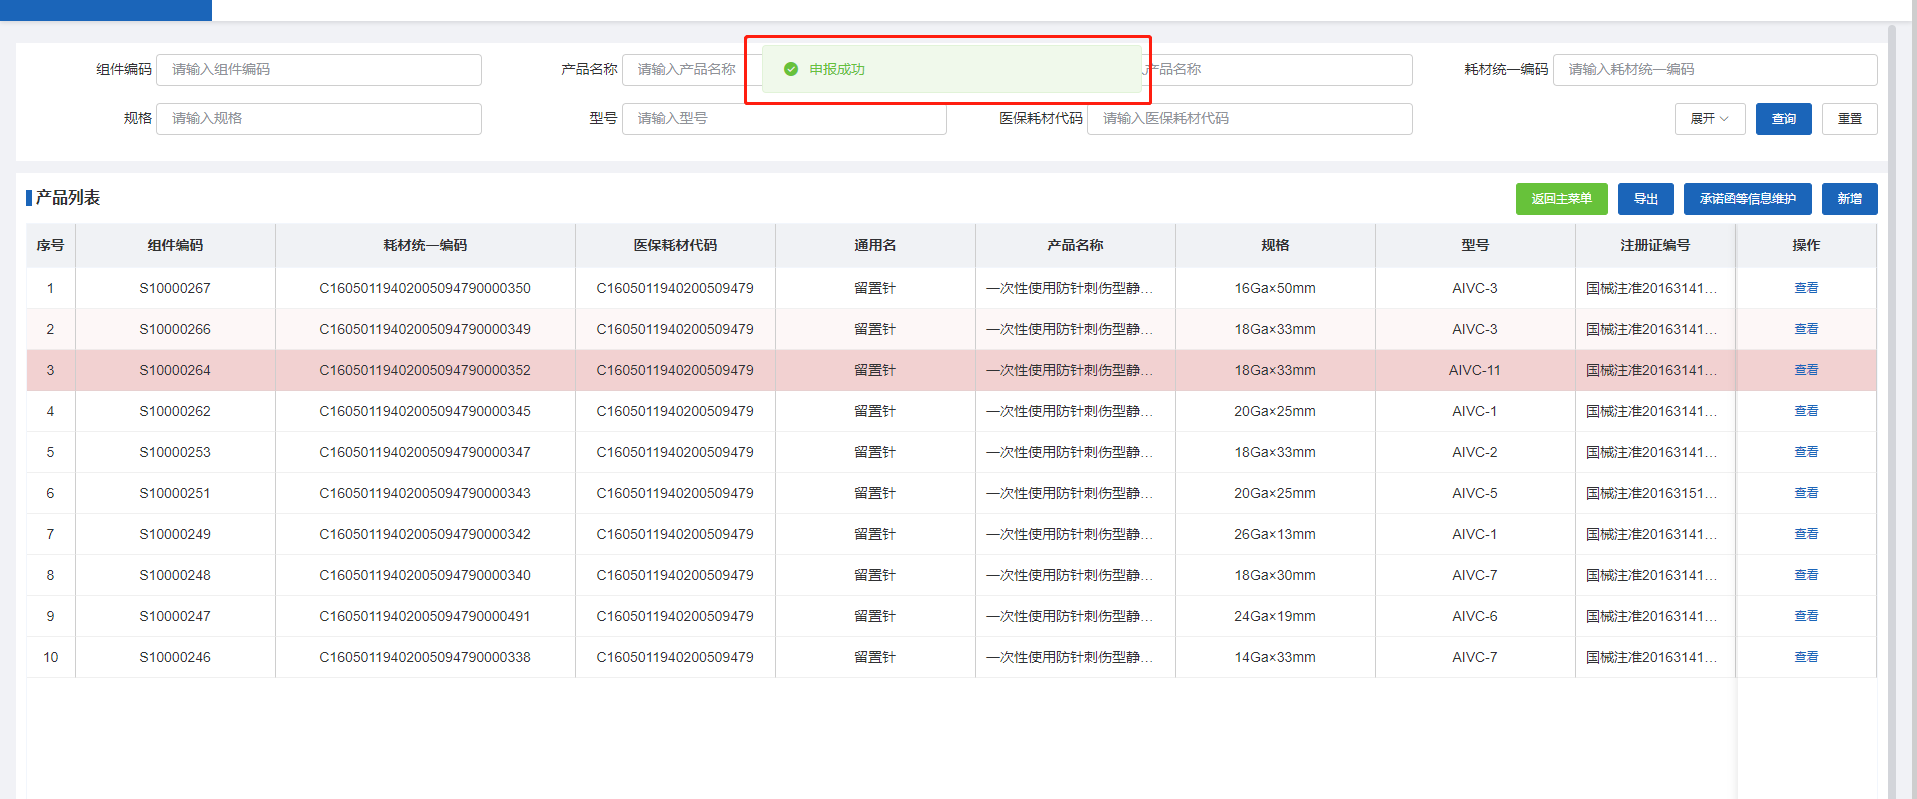 组件编码 请输入组件编码 产品名称 请输入产品名称 申报成功 产品名称 耗材统一编码 请输入耗材统一编码
规格 请输入规格 型号 请输入型号 医保耗材代码 请输入医保耗材代码 展开 查询 重置
产品列表 返回主菜单 导出 承诺函等信息维护 新增
序号 组件编码 耗材统一编码 医保耗材代码 通用名 产品名称 规格 型号 注册证编号 操作
1 S10000267 C16050119402005094790000350 C1605011940200509479 留置针 一次性使用防针刺伤型静... 16Ga×50mm AIVC-3 国械注准20163141... 查看
2 S10000266 C16050119402005094790000349 C1605011940200509479 留置针 一次性使用防针刺伤型静... 18Ga×33mm AIVC-3 国械注准20163141... 查看
3 S10000264 C16050119402005094790000352 C1605011940200509479 留置针 一次性使用防针刺伤型静... 18Ga×33mm AIVC-11 国械注准20163141... 查看
4 S10000262 C16050119402005094790000345 C1605011940200509479 留置针 一次性使用防针刺伤型静... 20Ga×25mm AIVC-1 国械注准20163141... 查看
5 S10000253 C16050119402005094790000347 C1605011940200509479 留置针 一次性使用防针刺伤型静... 18Ga×33mm AIVC-2 国械注准20163141... 查看
6 S10000251 C16050119402005094790000343 C1605011940200509479 留置针 一次性使用防针刺伤型静... 20Ga×25mm AIVC-5 国械注准20163151... 查看
7 S10000249 C16050119402005094790000342 C1605011940200509479 留置针 一次性使用防针刺伤型静... 26Ga×13mm AIVC-1 国械注准20163141... 查看
8 S10000248 C16050119402005094790000340 C1605011940200509479 留置针 一次性使用防针刺伤型静... 18Ga×30mm AIVC-7 国械注准20163141... 查看
9 S10000247 C16050119402005094790000491 C1605011940200509479 留置针 一次性使用防针刺伤型静... 24Ga×19mm AIVC-6 国械注准20163141... 查看
10 S10000246 C16050119402005094790000338 C1605011940200509479 留置针 一次性使用防针刺伤型静... 14Ga×33mm AIVC-7 国械注准20163141... 查看